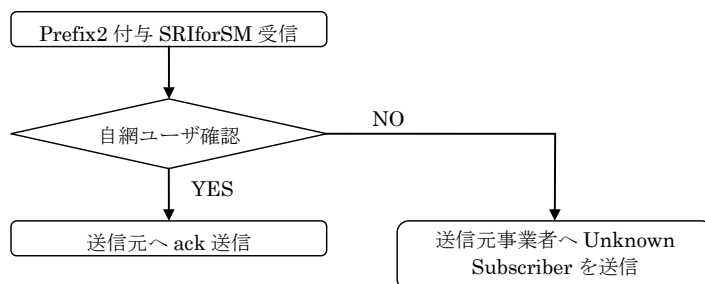 Prefix2 付与 SRIforSM 受信
自網ユーザ確認
NO
YES
送信元へ ack 送信
送信元事業者へ Unknown
Subscriber を送信